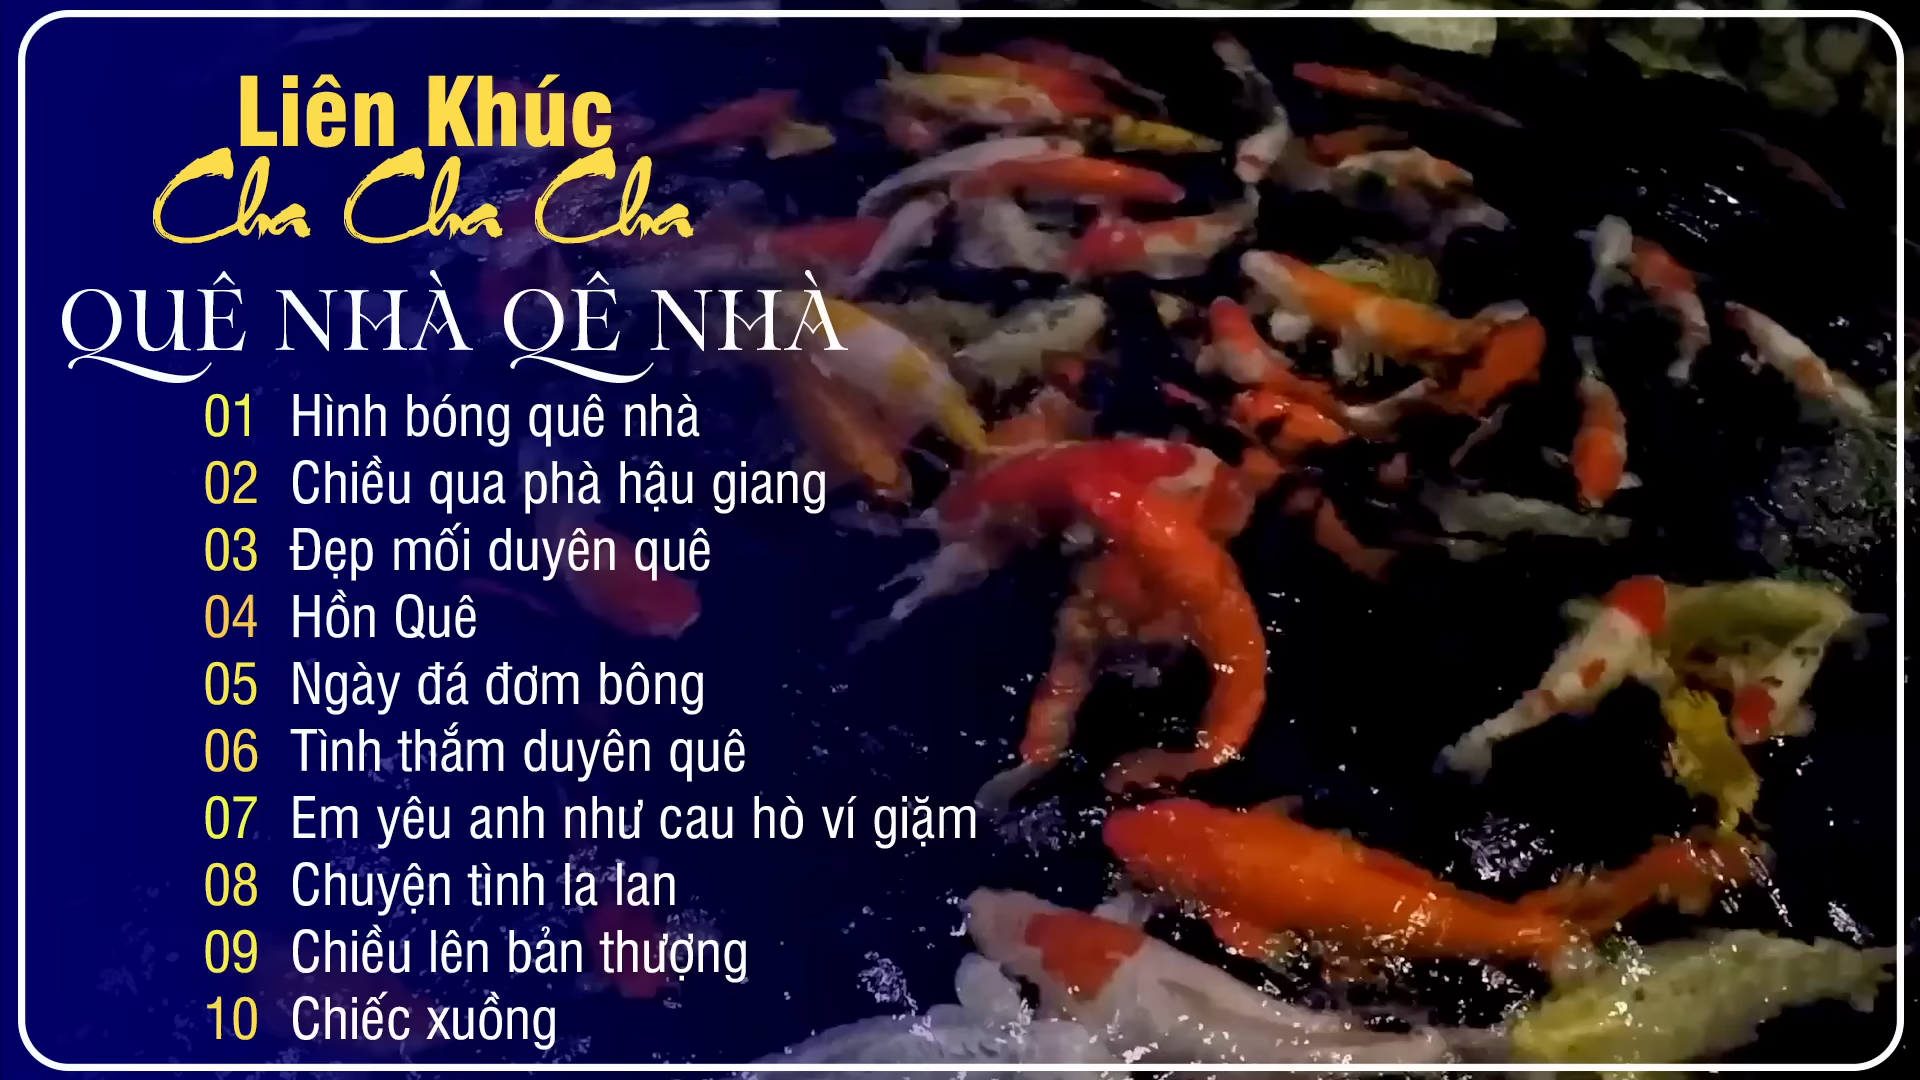 Liên Khúc
Cha Cha Cha
QUÊ NHÀ QÊ NHÀ
01 Hình bóng quê nhà
02 Chiều qua phà hậu giang
03 Đẹp mối duyên quê
04 Hồn Quê
05 Ngày đá đơm bông
06 Tình thắm duyên quê
07 Em yêu anh như cau hò ví giặm
08 Chuyện tình la lan
09 Chiều lên bản thượng
10 Chiếc xuồng